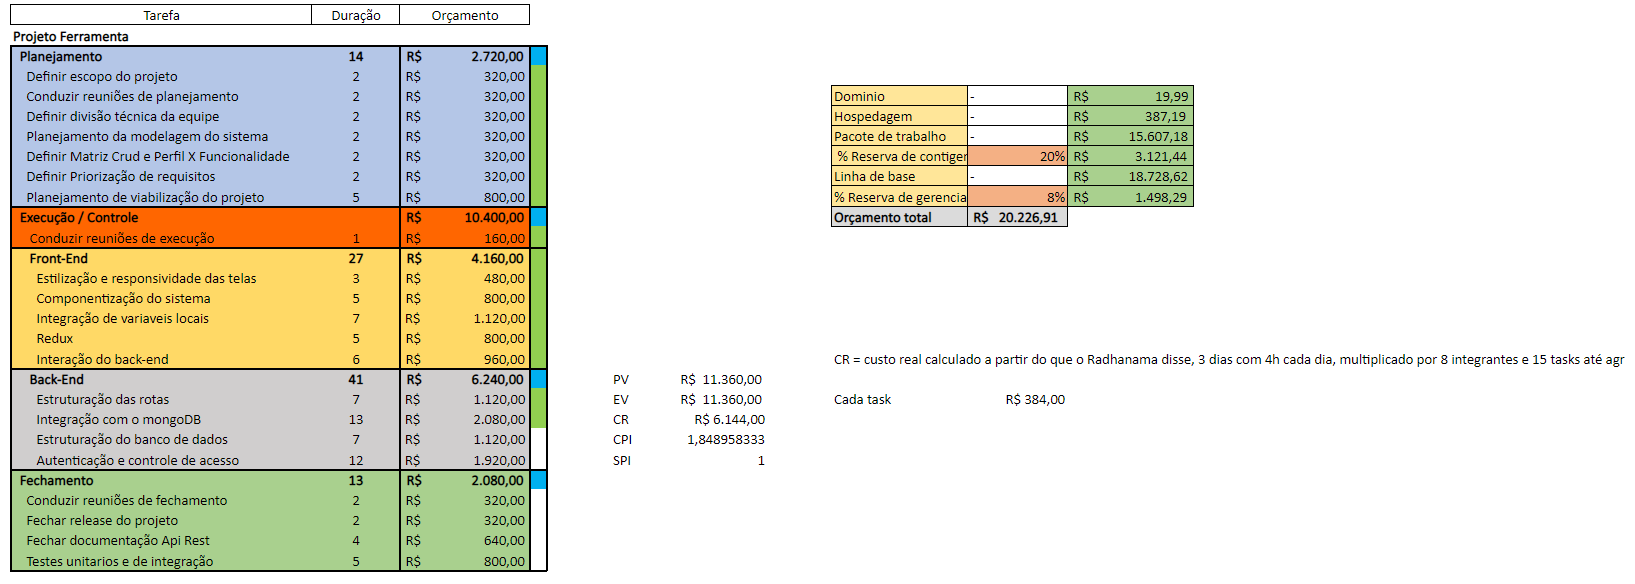 Tarefa Duração Orçamento
Projeto Ferramenta
Planejamento 14 R$ 2.720,00
Definir escopo do projeto 2 R$ 320,00
Conduzir reuniões de planejamento 2 R$ 320,00
Definir divisão técnica da equipe 2 R$ 320,00
Planejamento da modelagem do sistema 2 R$ 320,00
Definir Matriz Crud e Perfil X Funcionalidade 2 R$ 320,00
Definir Priorização de requisitos 2 R$ 320,00
Planejamento de viabilização do projeto 5 R$ 800,00
Execução / Controle R$ 10.400,00
Conduzir reuniões de execução 1 R$ 160,00
Front-End 27 R$ 4.160,00
Estilização e responsividade das telas 3 R$ 480,00
Componentização do sistema 5 R$ 800,00
Integração de variaveis locais 7 R$ 1.120,00
Redux 5 R$ 800,00
Interação do back-end 6 R$ 960,00
Back-End 41 R$ 6.240,00
Estruturação das rotas 7 R$ 1.120,00
Integração com o mongoDB 13 R$ 2.080,00
Estruturação do banco de dados 7 R$ 1.120,00
Autenticação e controle de acesso 12 R$ 1.920,00
Fechamento 13 R$ 2.080,00
Conduzir reuniões de fechamento 2 R$ 320,00
Fechar release do projeto 2 R$ 320,00
Fechar documentação Api Rest 4 R$ 640,00
Testes unitarios e de integração 5 R$ 800,00
Dominio - R$ 19,99
Hospedagem - R$ 387,19
Pacote de trabalho - R$ 15.607,18
% Reserva de contiger 20% R$ 3.121,44
Linha de base - R$ 18.728,62
% Reserva de gerencia 8% R$ 1.498,29
Orçamento total R$ 20.226,91
CR = custo real calculado a partir do que o Radhanama disse, 3 dias com 4h cada dia, multiplicado por 8 integrantes e 15 tasks até agr
PV R$ 11.360,00
EV R$ 11.360,00
CR R$ 6.144,00
CPI 1,848958333
SPI 1
Cada task R$ 384,00